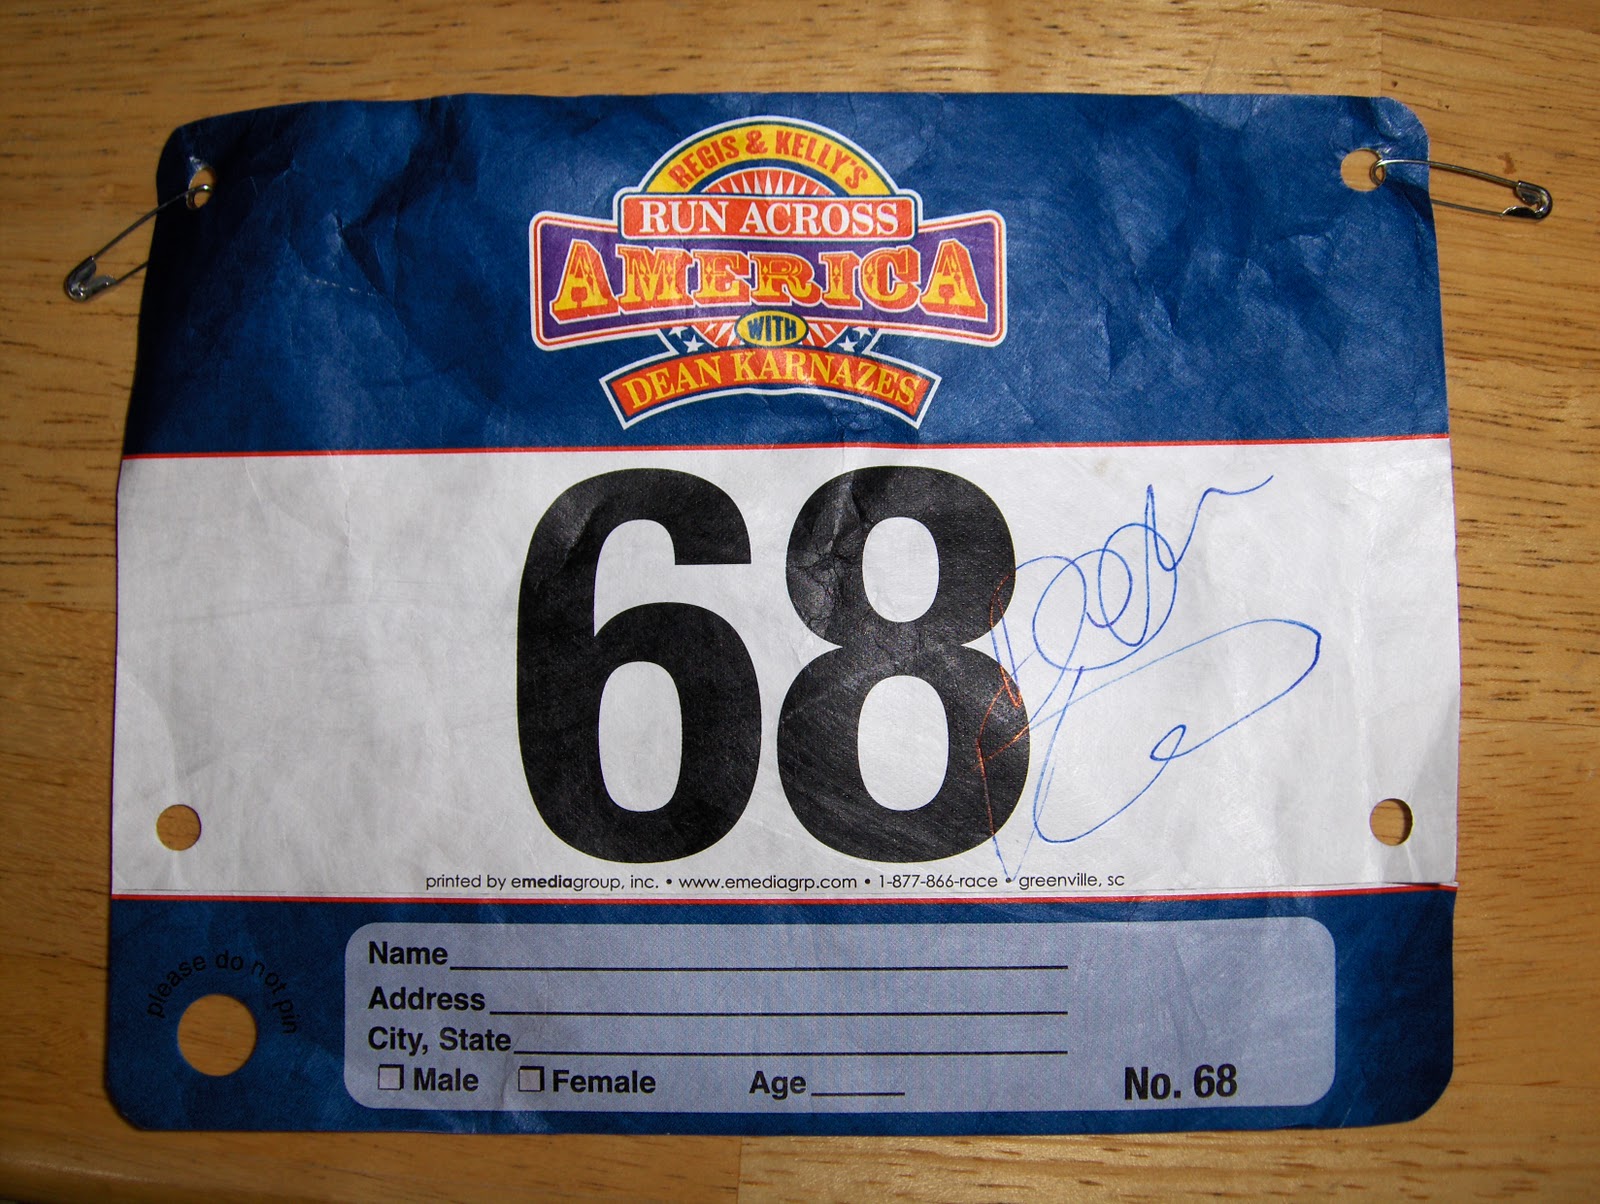 REGIS & KELLY'S
RUN ACROSS
AMERICA
WITH
DEAN KARNAZES
68
printed by emediagroup, inc. • www.emediagrp.com • 1-877-866-race • greenville, sc
please do not pin
Name
Address
City, State
Male Female Age No. 68